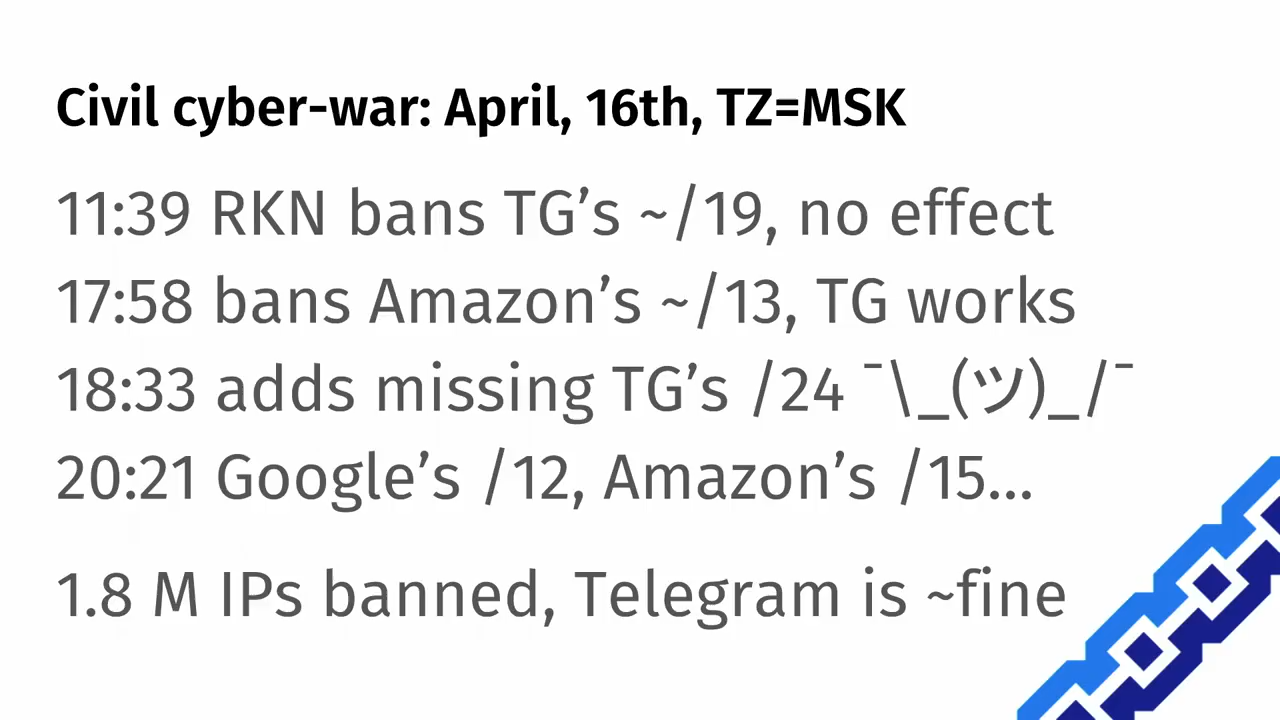 Civil cyber-war: April, 16th, TZ=MSK
11:39 RKN bans TG’s ~/19, no effect
17:58 bans Amazon’s ~/13, TG works
18:33 adds missing TG’s /24 ¯\_(ツ)_/¯
20:21 Google’s /12, Amazon’s /15...
1.8 M IPs banned, Telegram is ~fine